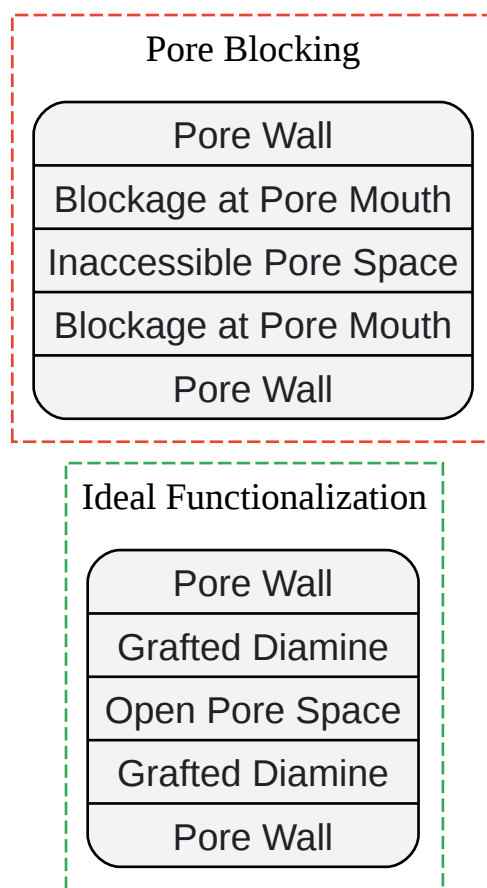 Pore Blocking
Pore Wall
Blockage at Pore Mouth
Inaccessible Pore Space
Blockage at Pore Mouth
Pore Wall
Ideal Functionalization
Pore Wall
Grafted Diamine
Open Pore Space
Grafted Diamine
Pore Wall